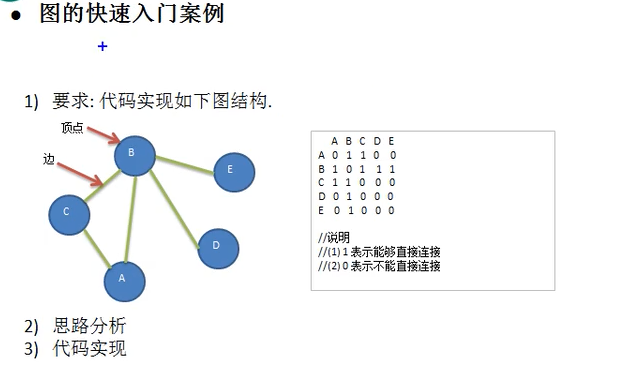 ● 图的快速入门案例
+
1) 要求: 代码实现如下图结构.
顶点
边
B
E
C
D
A
A B C D E
A 0 1 1 0 0
B 1 0 1 1 1
C 1 1 0 0 0
D 0 1 0 0 0
E 0 1 0 0 0
//说明
//(1) 1 表示能够直接连接
//(2) 0 表示不能直接连接
2) 思路分析
3) 代码实现